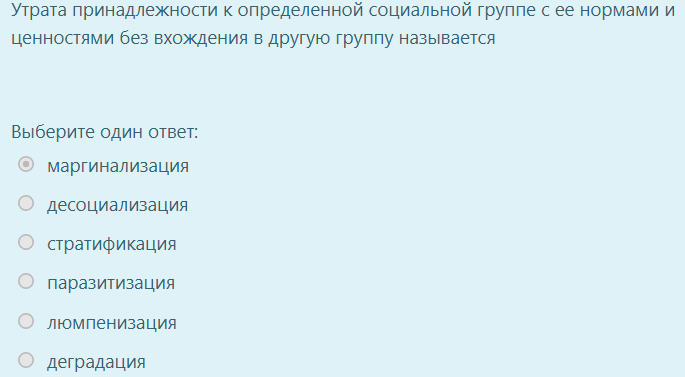 Утрата принадлежности к определенной социальной группе с ее нормами и
ценностями без вхождения в другую группу называется
Выберите один ответ:
маргинализация
десоциализация
стратификация
паразитизация
люмпенизация
деградация